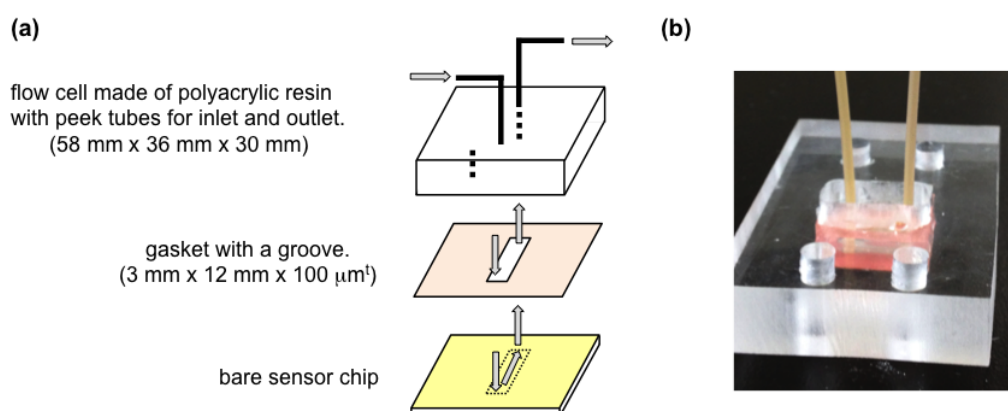 (a)
(b)
flow cell made of polyacrylic resin
with peek tubes for inlet and outlet.
(58 mm x 36 mm x 30 mm)
gasket with a groove.
(3 mm x 12 mm x 100 μmᵗ)
bare sensor chip